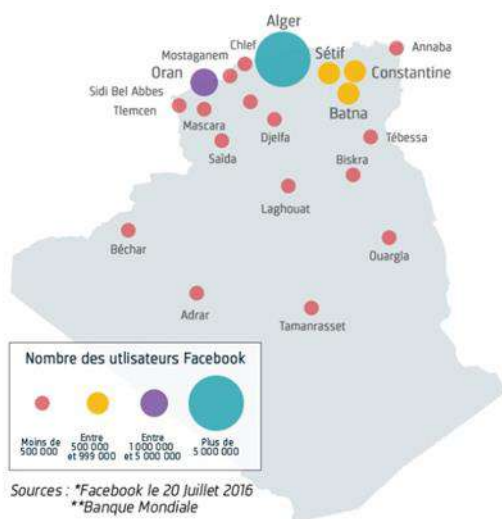 Alger
Chlef
Mostaganem
Oran
Sétif
Annaba
Constantine
Batna
Sidi Bel Abbes
Tlemcen
Mascara
Saïda
Djelfa
Tébessa
Biskra
Laghouat
Béchar
Ouargla
Adrar
Tamanrasset
Nombre des utlisateurs Facebook
Moins de
500 000
Entre
500 000
et 999 000
Entre
1 000 000
et 5 000 000
Plus de
5 000 000
Sources : *Facebook le 20 Juillet 2016
**Banque Mondiale